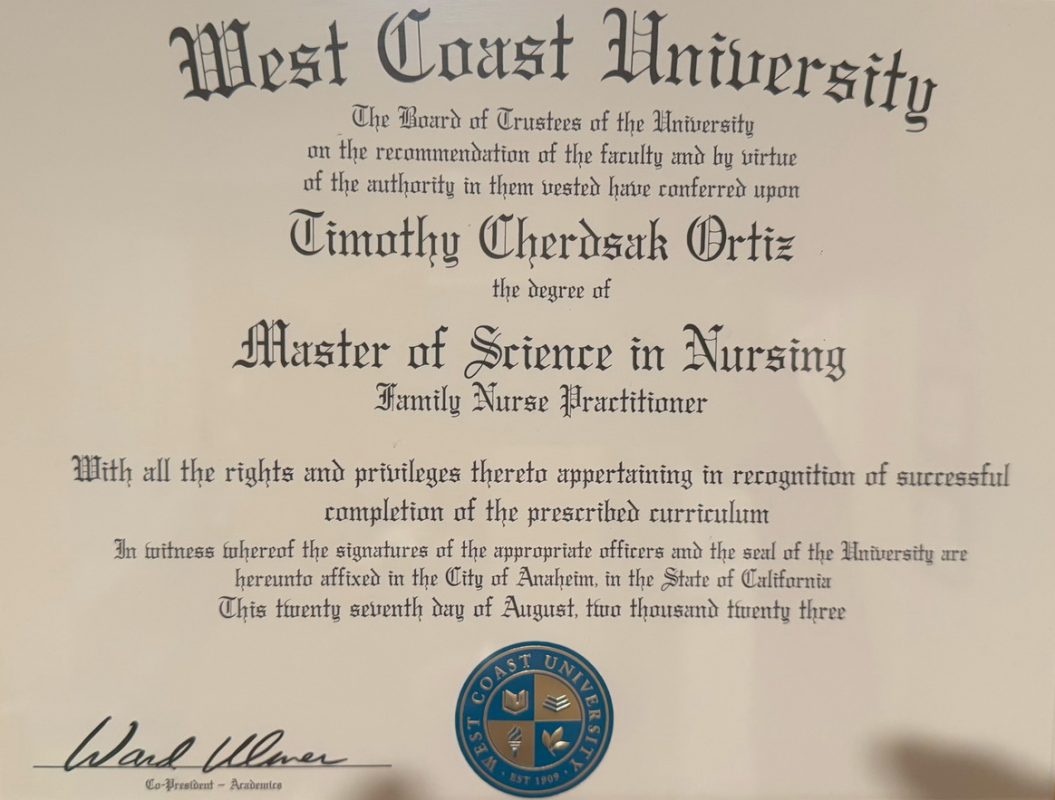 West Coast University
The Board of Trustees of the University
on the recommendation of the faculty and by virtue
of the authority in them vested have conferred upon
Timothy Cherdsak Ortiz
the degree of
Master of Science in Nursing
Family Nurse Practitioner
With all the rights and privileges thereto appertaining in recognition of successful
completion of the prescribed curriculum
In witness whereof the signatures of the appropriate officers and the seal of the University are
hereunto affixed in the City of Anaheim, in the State of California
This twenty seventh day of August, two thousand twenty three
WEST COAST UNIVERSITY
· EST 1909 ·
Ward Ulmer
Co-President – Academics